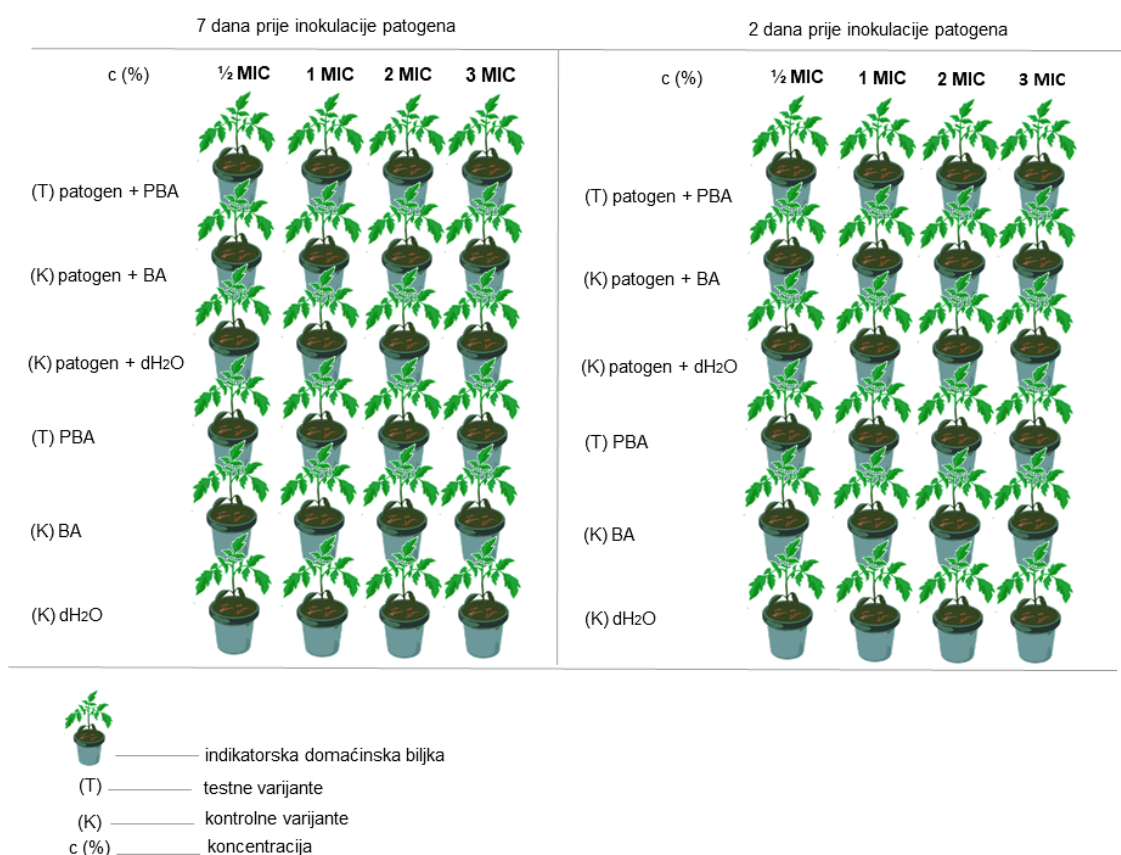 7 dana prije inokulacije patogena
2 dana prije inokulacije patogena
c (%) ½ MIC 1 MIC 2 MIC 3 MIC
c (%) ½ MIC 1 MIC 2 MIC 3 MIC
(T) patogen + PBA
(T) patogen + PBA
(K) patogen + BA
(K) patogen + BA
(K) patogen + dH2O
(K) patogen + dH2O
(T) PBA
(T) PBA
(K) BA
(K) BA
(K) dH2O
(K) dH2O
indikatorska domaćinska biljka
(T) testne varijante
(K) kontrolne varijante
c (%) koncentracija